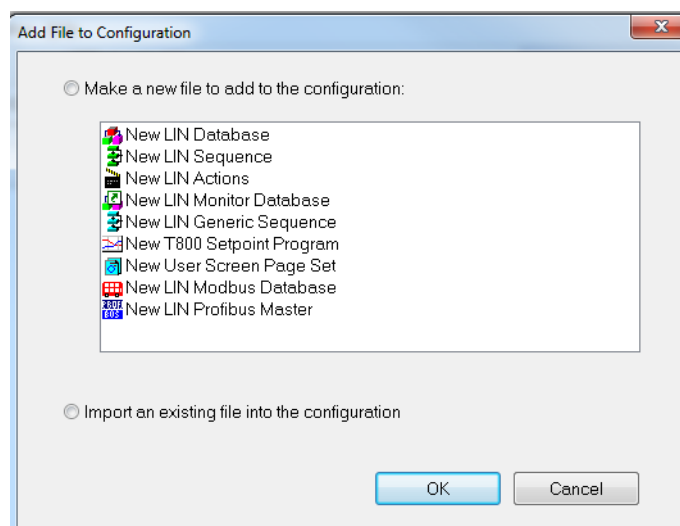 Add File to Configuration
Make a new file to add to the configuration:
New LIN Database
New LIN Sequence
New LIN Actions
New LIN Monitor Database
New LIN Generic Sequence
New T800 Setpoint Program
New User Screen Page Set
New LIN Modbus Database
New LIN Profibus Master
Import an existing file into the configuration
OK
Cancel